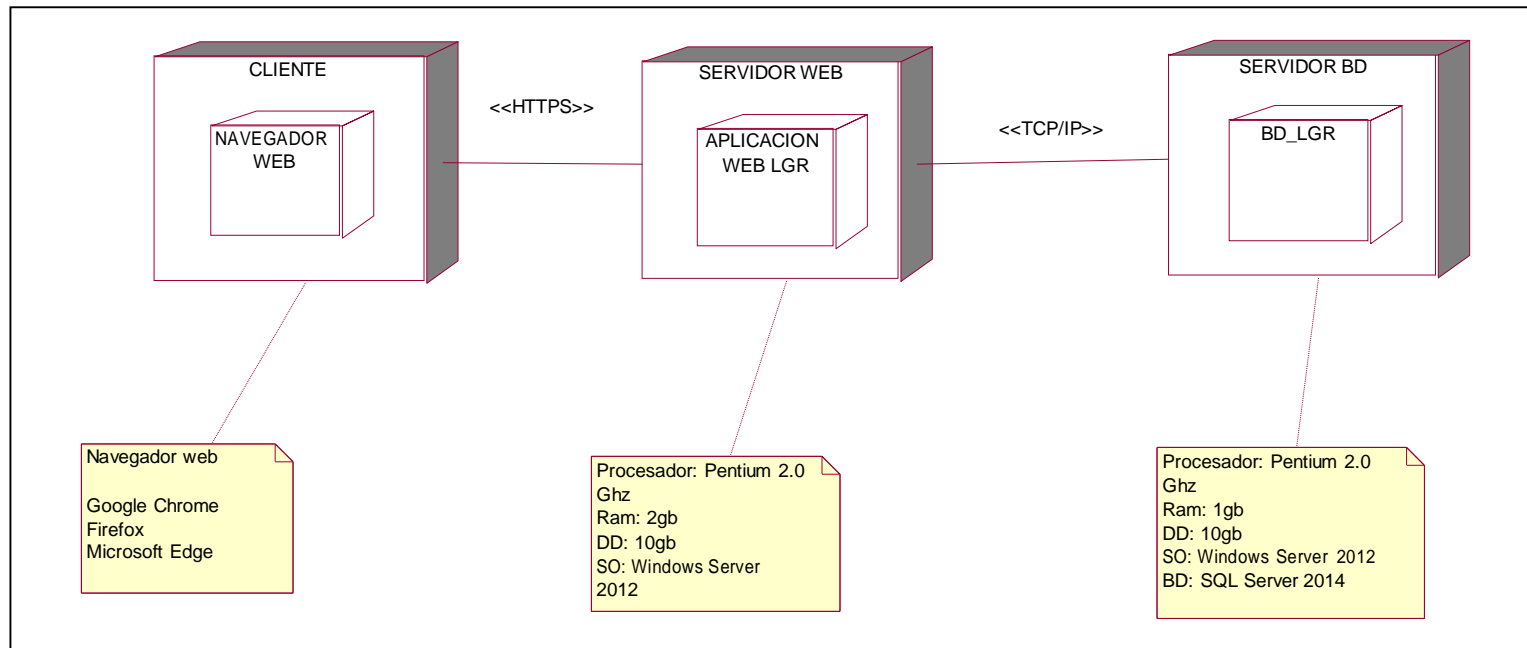 CLIENTE
NAVEGADOR
WEB
<<HTTPS>>
SERVIDOR WEB
APLICACION
WEB LGR
<<TCP/IP>>
SERVIDOR BD
BD_LGR
Navegador web
Google Chrome
Firefox
Microsoft Edge
Procesador: Pentium 2.0
Ghz
Ram: 2gb
DD: 10gb
SO: Windows Server
2012
Procesador: Pentium 2.0
Ghz
Ram: 1gb
DD: 10gb
SO: Windows Server 2012
BD: SQL Server 2014